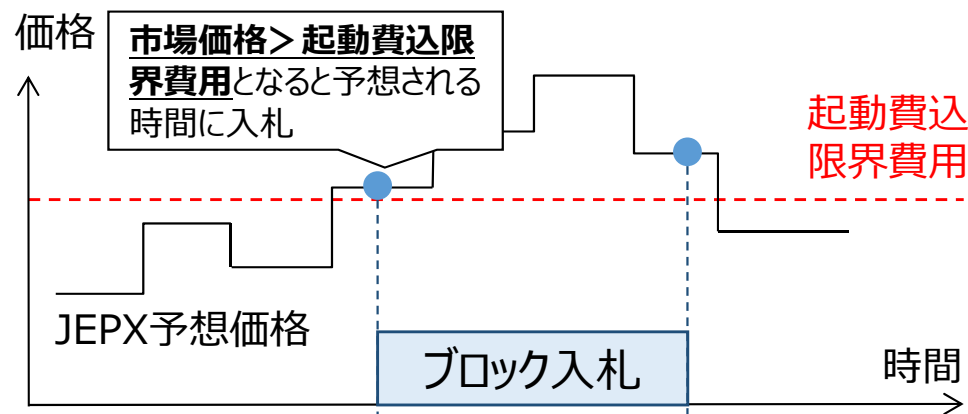 価格
市場価格＞起動費込限
界費用となると予想される
時間に入札
起動費込
限界費用
JEPX予想価格
ブロック入札
時間